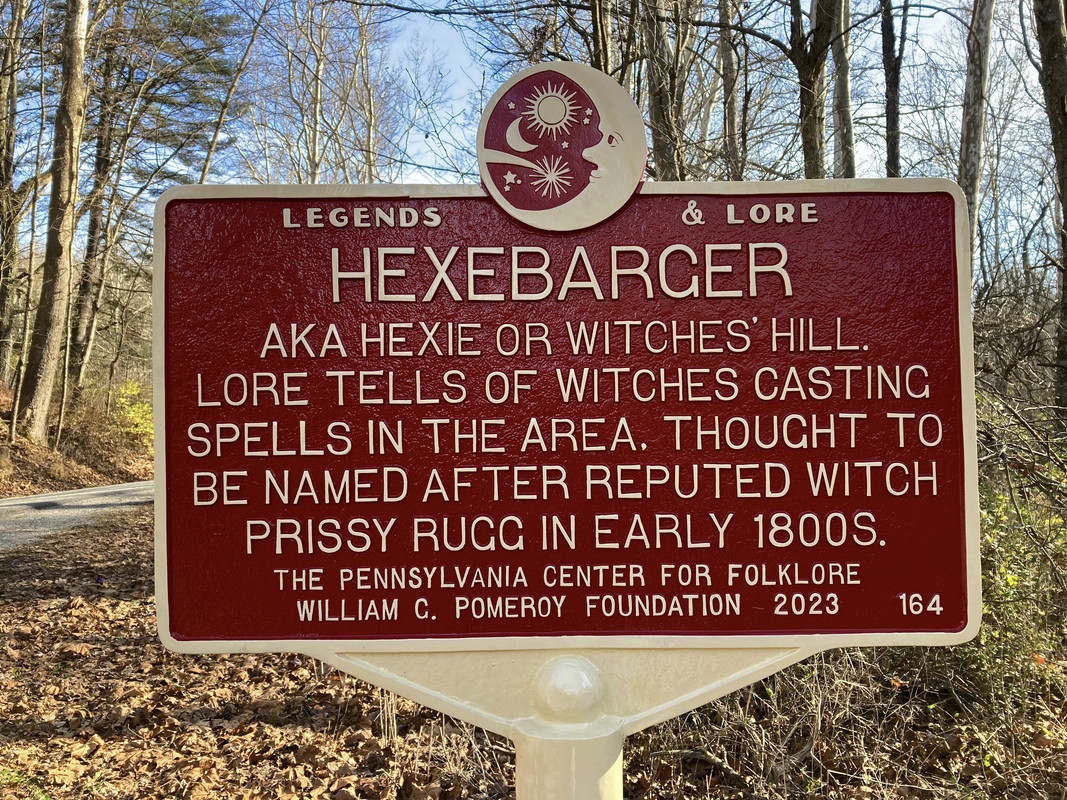 LEGENDS & LORE
HEXEBARGER
AKA HEXIE OR WITCHES' HILL.
LORE TELLS OF WITCHES CASTING
SPELLS IN THE AREA. THOUGHT TO
BE NAMED AFTER REPUTED WITCH
PRISSY RUGG IN EARLY 1800S.
THE PENNSYLVANIA CENTER FOR FOLKLORE
WILLIAM G. POMEROY FOUNDATION 2023 164